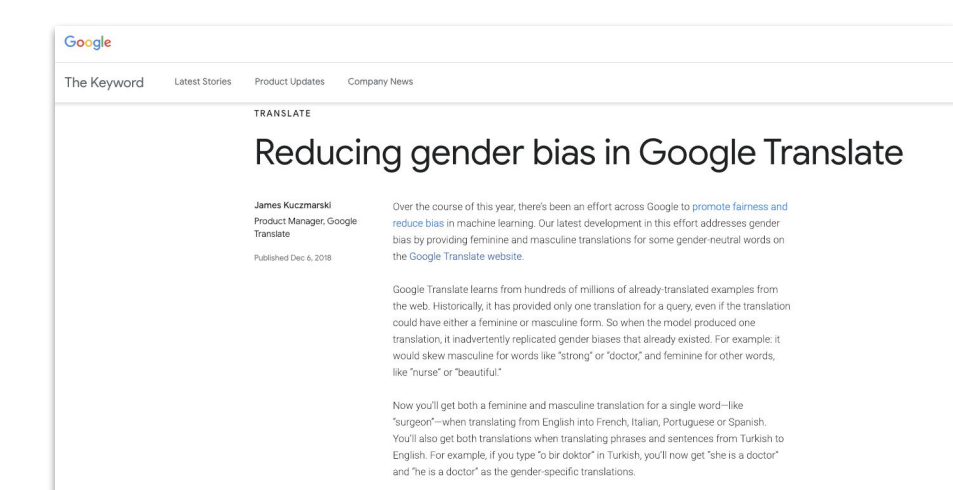 Google
The Keyword Latest Stories Product Updates Company News
TRANSLATE
Reducing gender bias in Google Translate
James Kuczmarski
Product Manager, Google
Translate
Published Dec 6, 2018
Over the course of this year, there's been an effort across Google to promote fairness and
reduce bias in machine learning. Our latest development in this effort addresses gender
bias by providing feminine and masculine translations for some gender-neutral words on
the Google Translate website.
Google Translate learns from hundreds of millions of already-translated examples from
the web. Historically, it has provided only one translation for a query, even if the translation
could have either a feminine or masculine form. So when the model produced one
translation, it inadvertently replicated gender biases that already existed. For example: it
would skew masculine for words like "strong" or "doctor," and feminine for other words,
like "nurse" or "beautiful."
Now you'll get both a feminine and masculine translation for a single word—like
"surgeon"—when translating from English into French, Italian, Portuguese or Spanish.
You'll also get both translations when translating phrases and sentences from Turkish to
English. For example, if you type "o bir doktor" in Turkish, you'll now get "she is a doctor"
and "he is a doctor" as the gender-specific translations.